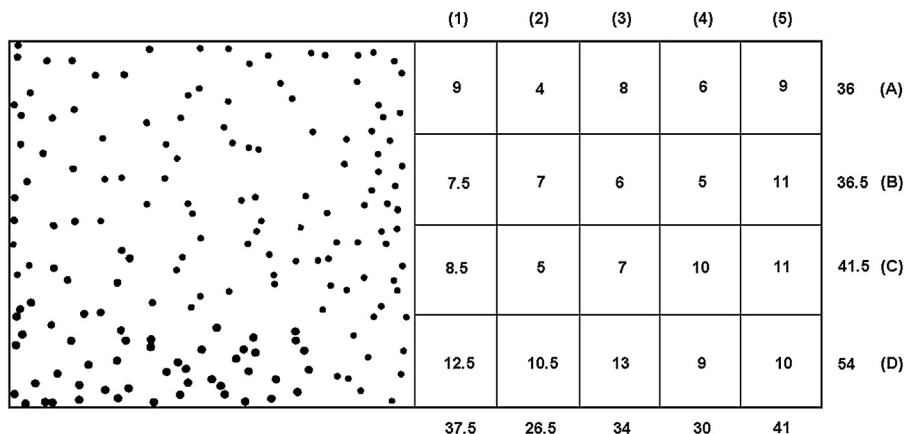 (1) (2) (3) (4) (5)
9 4 8 6 9 36 (A)
7.5 7 6 5 11 36.5 (B)
8.5 5 7 10 11 41.5 (C)
12.5 10.5 13 9 10 54 (D)
37.5 26.5 34 30 41